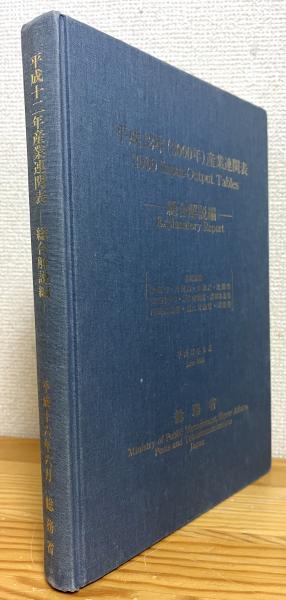 平成十二年産業連関表―総合解説編―
平成十六年六月
総務省
平成12年(2000年)産業連関表
2000 Input-Output Tables
―総合解説編―
Explanatory Report
総務省
Ministry of Public Management, Home Affairs,
Posts and Telecommunications
Japan